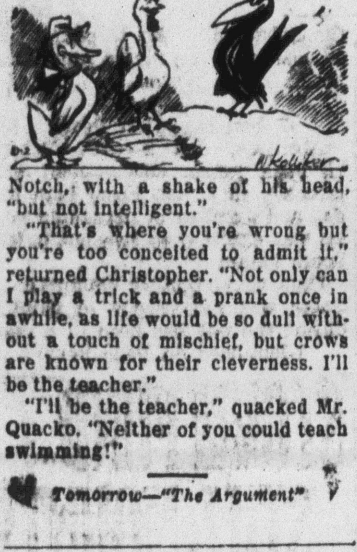 Notch, with a shake of his head,
"but not intelligent."
"That's where you're wrong but
you're too conceited to admit it,"
returned Christopher. "Not only can
I play a trick and a prank once in
awhile, as life would be so dull with-
out a touch of mischief, but crows
are known for their cleverness. I'll
be the teacher."
"I'll be the teacher," quacked Mr.
Quacko. "Neither of you could teach
swimming!"
Tomorrow—"The Argument"